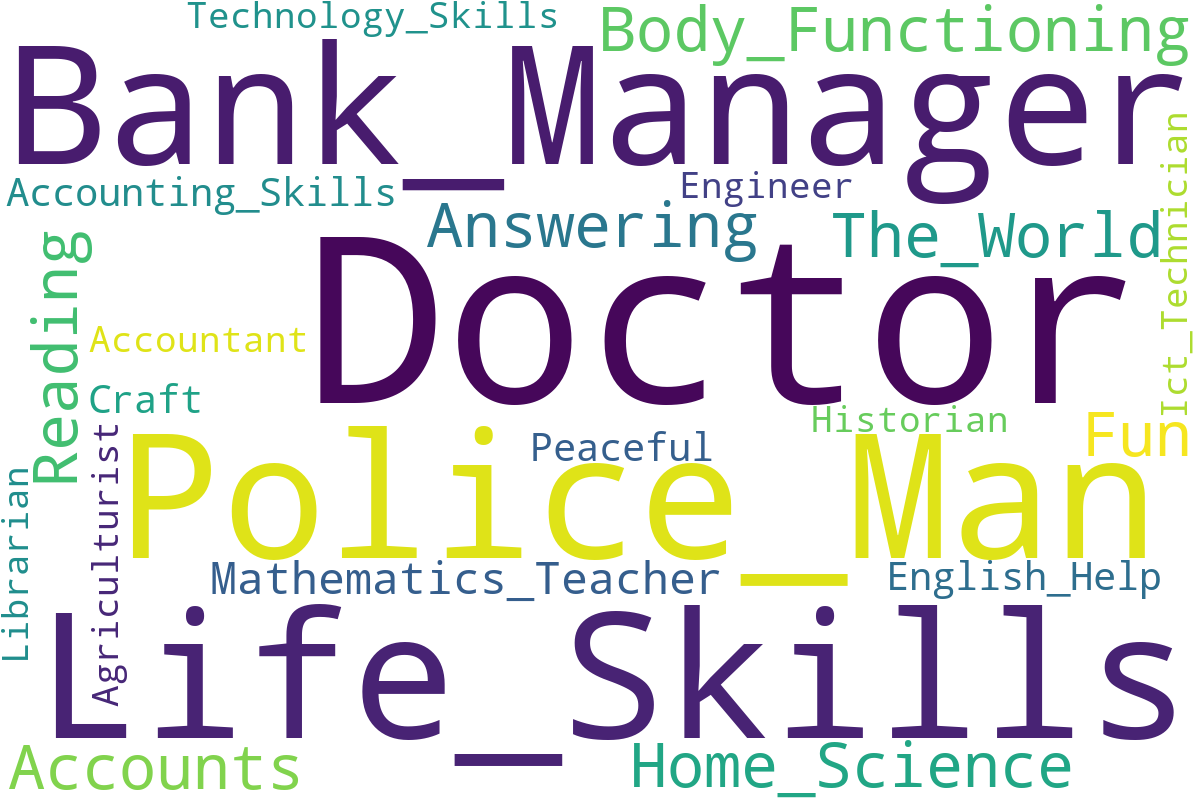 Technology_Skills
Body_Functioning
Bank_Manager
Accounting_Skills
Engineer
Ict_Technician
Answering
The_World
Reading
Doctor
Accountant
Craft
Historian
Fun
Peaceful
Police_Man
Librarian
Agriculturist
Mathematics_Teacher
English_Help
Life_Skills
Accounts
Home_Science